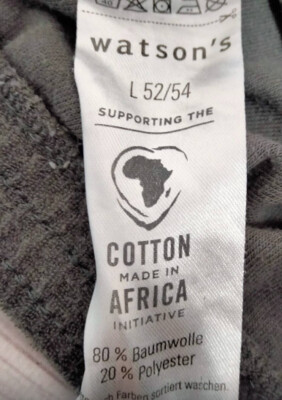 watson's
L 52/54
SUPPORTING THE
COTTON
MADE IN
AFRICA
INITIATIVE
80 % Baumwolle
20 % Polyester
Farben sortiert waschen.